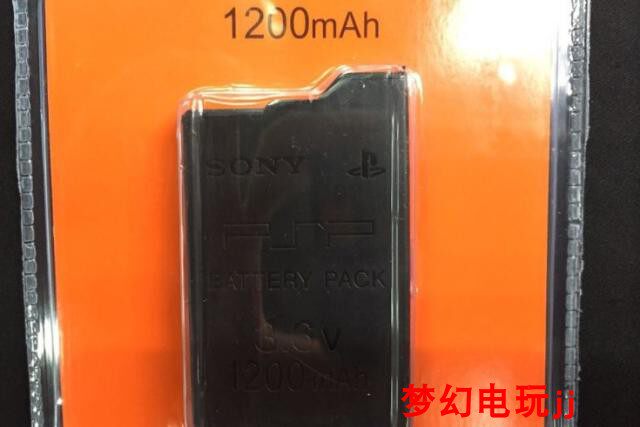 1200mAh
SONY
PSP
BATTERY PACK
3.6V
1200mAh
梦幻电玩jj